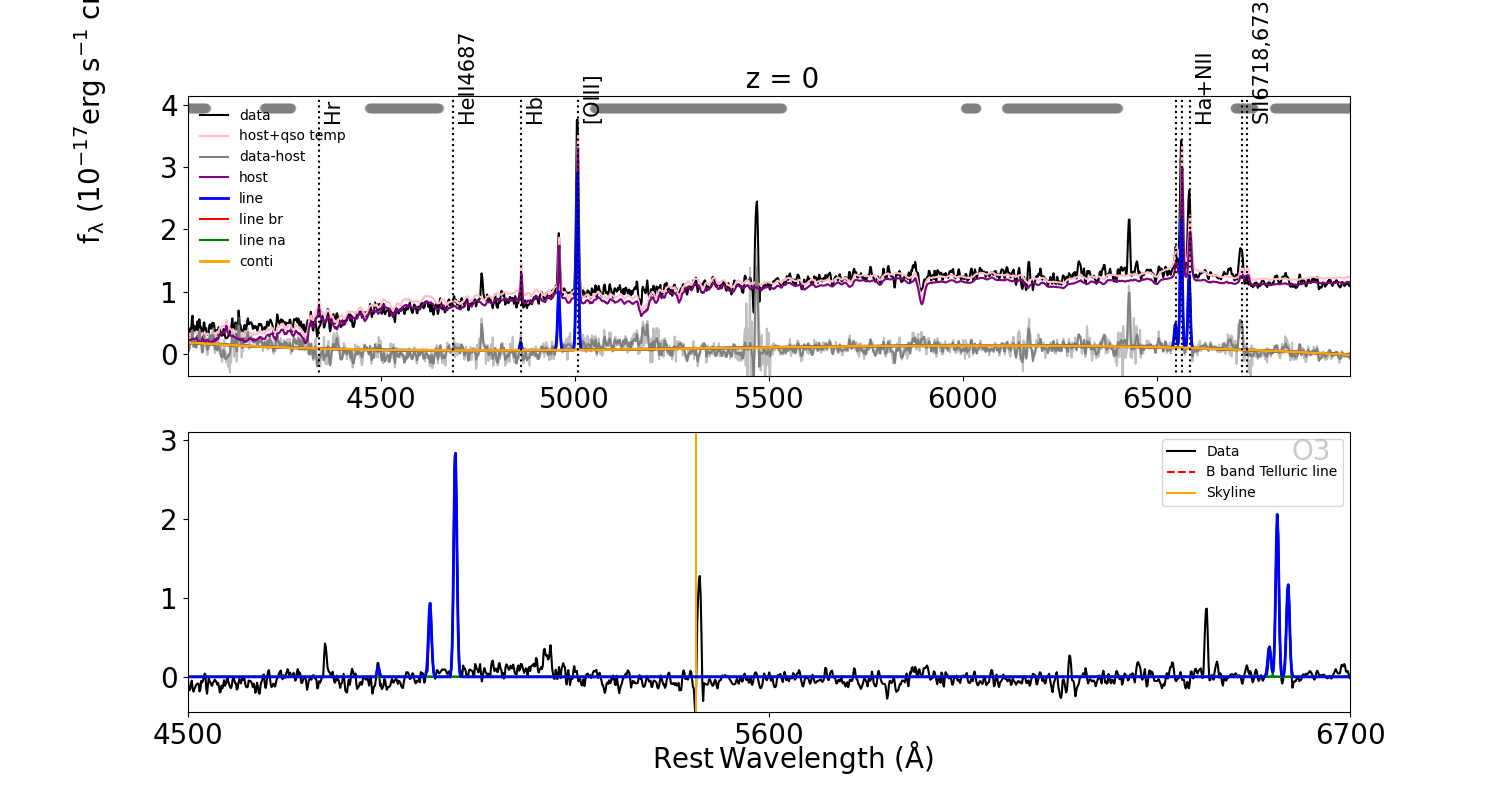 z = 0
fλ (10−17erg s−1 c
Hr
HeII4687
Hb
[OIII]
Ha+NII
SII6718,673
4
3
2
1
0
data
host+qso temp
data-host
host
line
line br
line na
conti
4500 5000 5500 6000 6500
3
2
1
0
O3
Data
B band Telluric line
Skyline
4500 5600 6700
Rest Wavelength (Å)